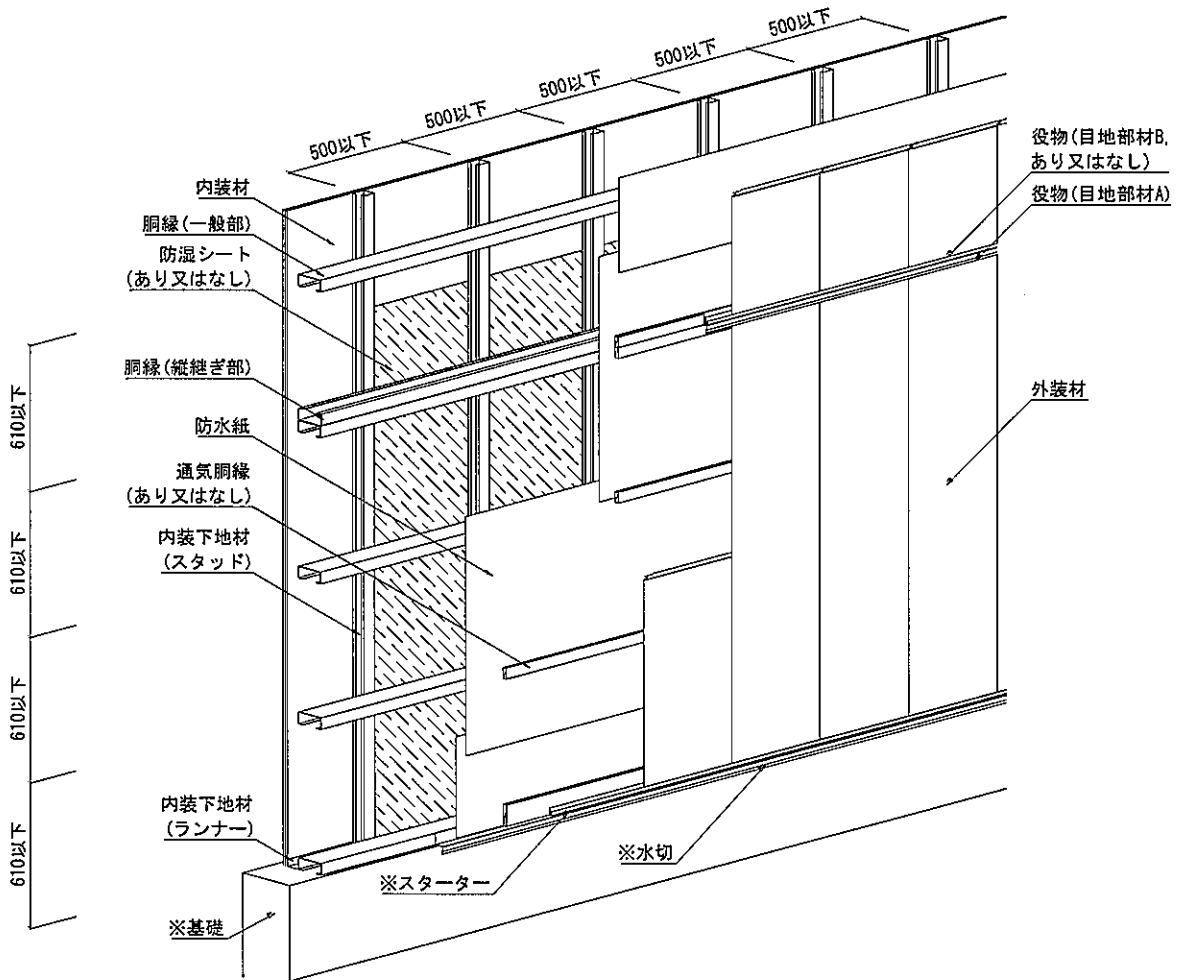 500以下
500以下
500以下
500以下
500以下
内装材
胴縁(一般部)
防湿シート
(あり又はなし)
胴縁(縦継ぎ部)
防水紙
通気胴縁
(あり又はなし)
内装下地材
(スタッド)
内装下地材
(ランナー)
※基礎
610以下
610以下
610以下
610以下
役物(目地部材B,
あり又はなし)
役物(目地部材A)
外装材
※水切
※スターター